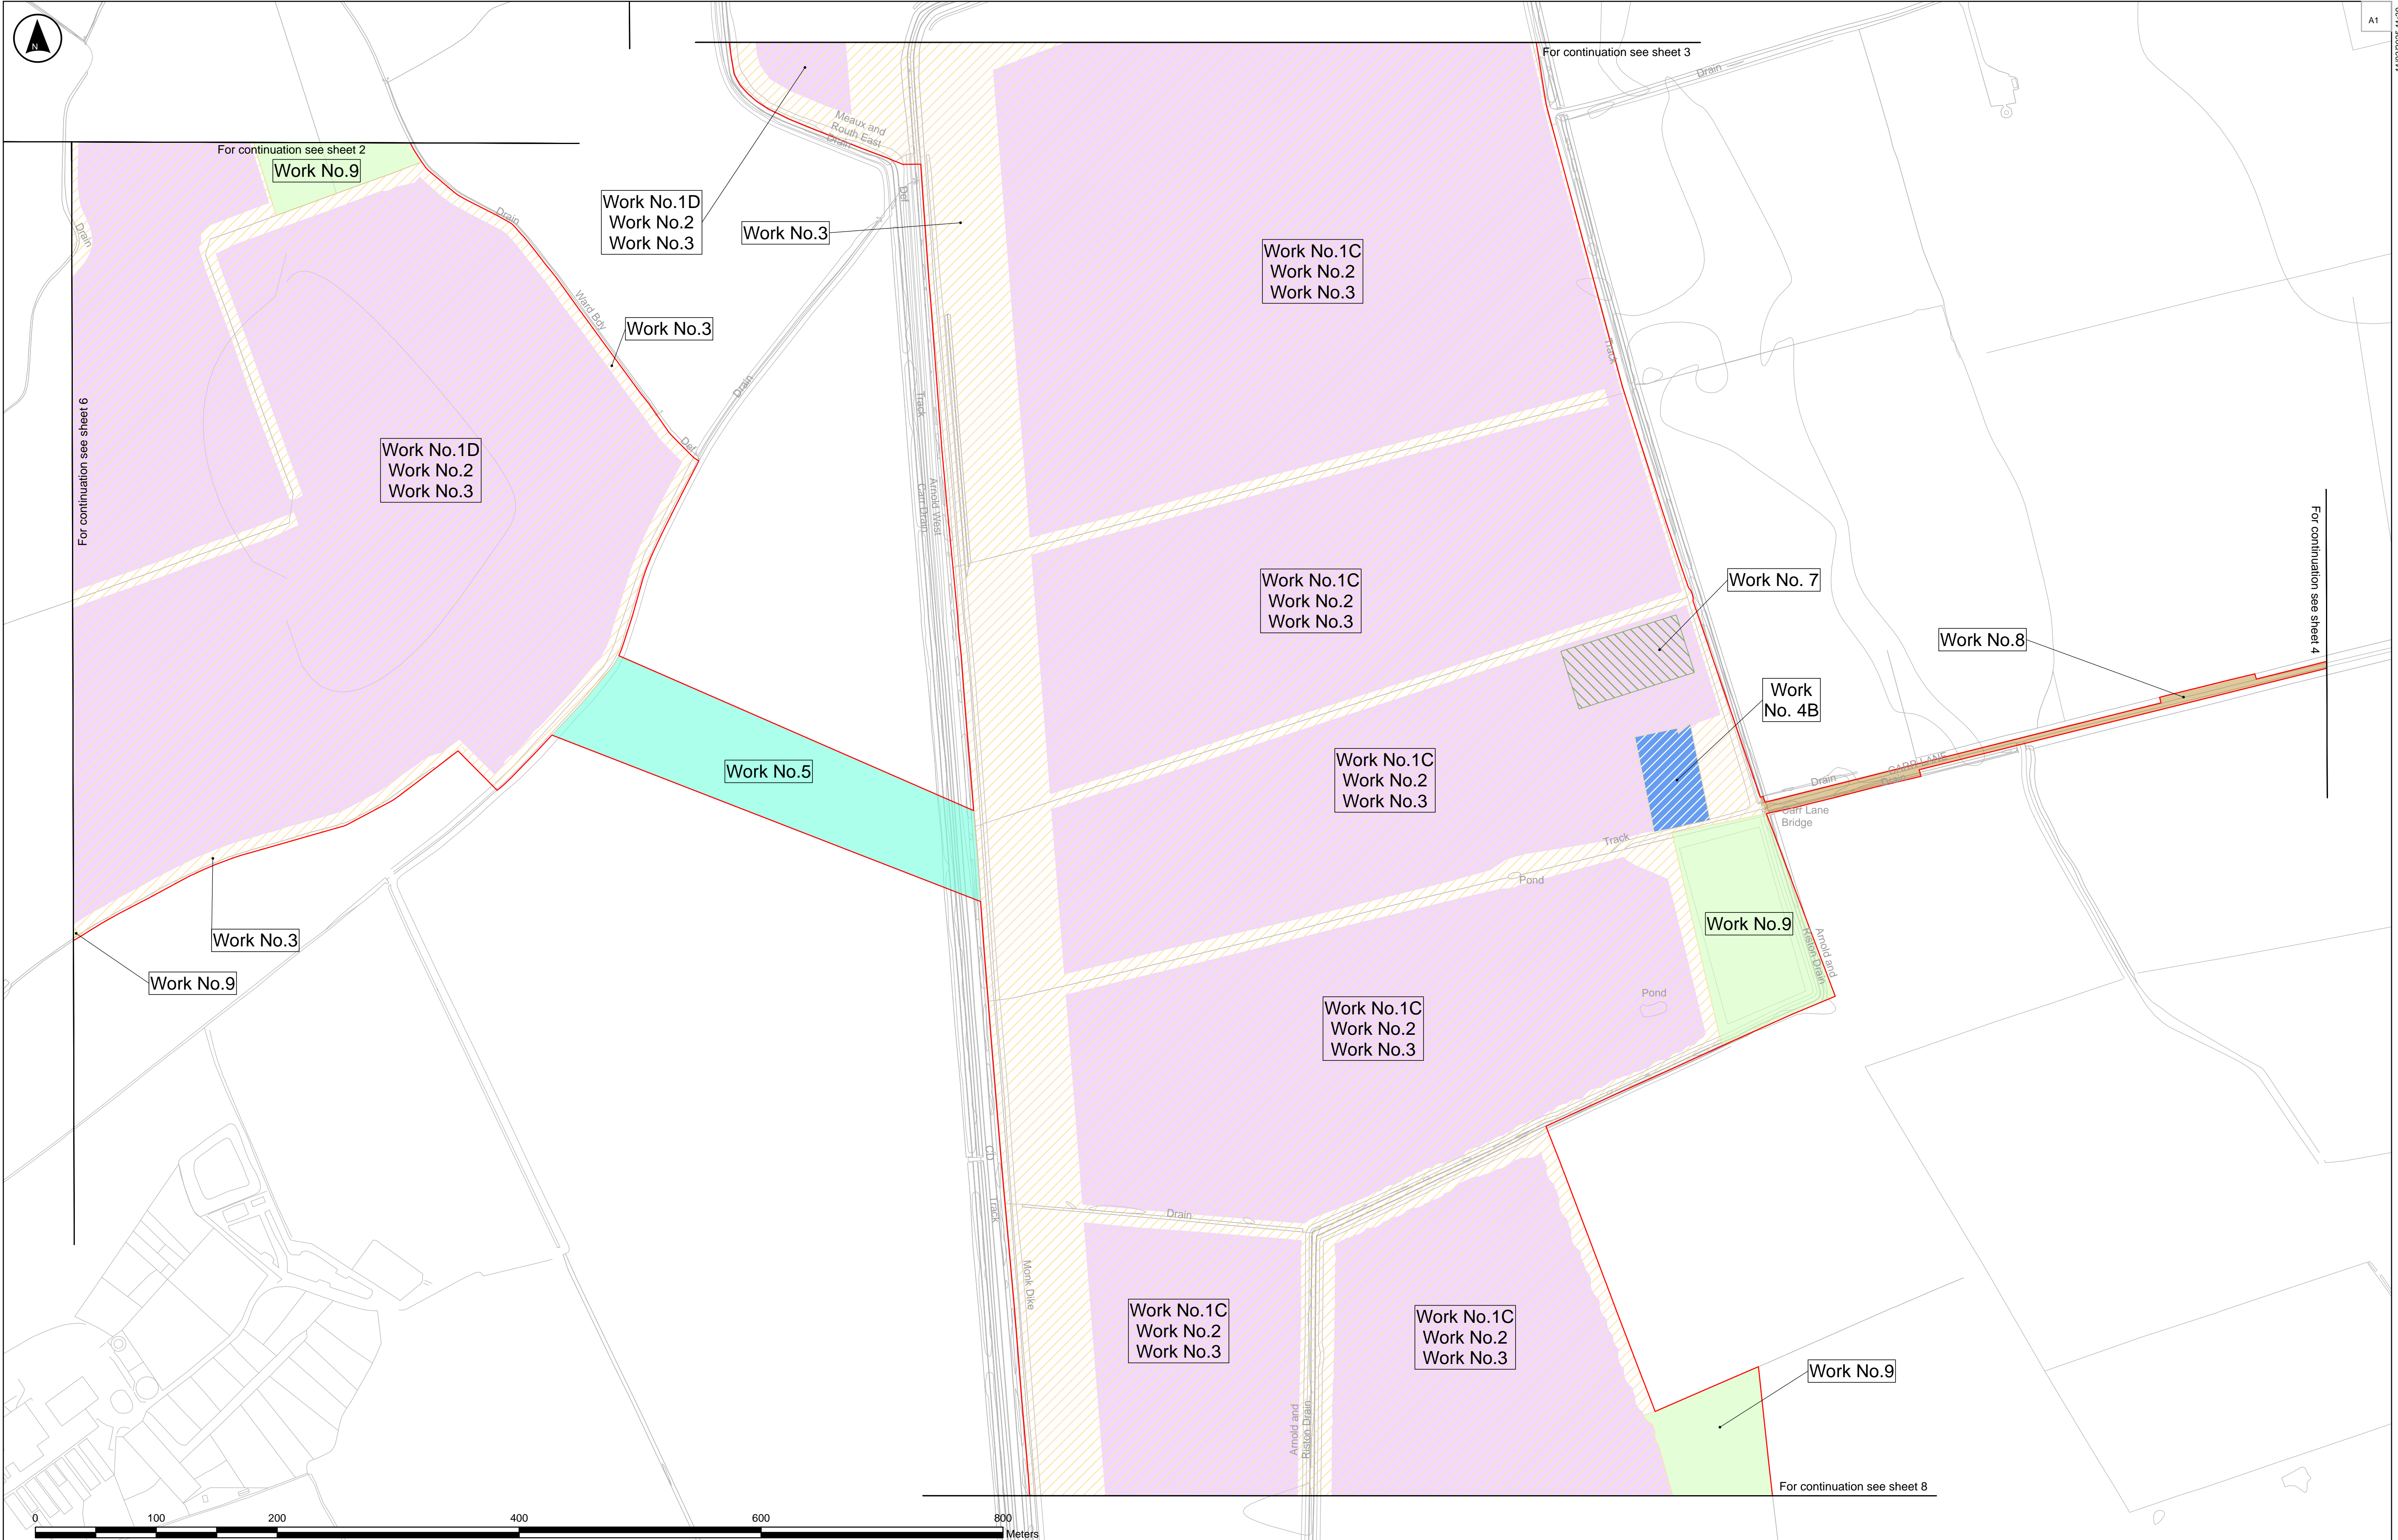 A1
N
For continuation see sheet 3
Drain
Meaux and
Routh East
Drain
For continuation see sheet 2
Work No.9
Drain
Drain
Def
Work No.1D
Work No.2
Work No.3
Work No.3
Work No.1C
Work No.2
Work No.3
Ward Bdy
Work No.3
Track
Drain
Track
For continuation see sheet 6
Def
Work No.1D
Work No.2
Work No.3
Arnold West
Carr Drain
For continuation see sheet 4
Work No.1C
Work No.2
Work No.3
Work No. 7
Work No.8
Work
No. 4B
Work No.5
Work No.1C
Work No.2
Work No.3
CARR LANE
Drain
Drain
Carr Lane
Bridge
Track
Pond
Work No.9
Arnold and
Riston Drain
Work No.3
Work No.9
Pond
Work No.1C
Work No.2
Work No.3
CD
Track
Drain
Monk Dike
Work No.1C
Work No.2
Work No.3
Work No.1C
Work No.2
Work No.3
Work No.9
Arnold and
Riston Drain
For continuation see sheet 8
0 100 200 400 600 800
Meters